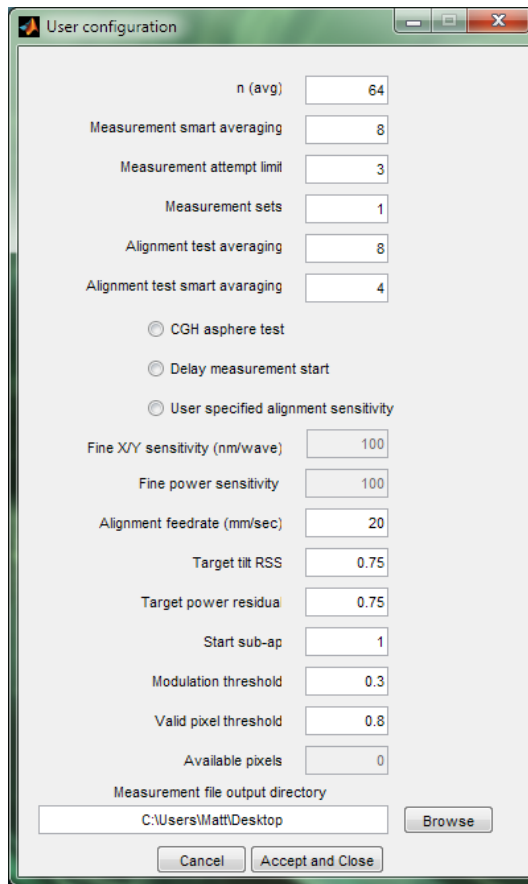 User configuration
n (avg) 64
Measurement smart averaging 8
Measurement attempt limit 3
Measurement sets 1
Alignment test averaging 8
Alignment test smart avaraging 4
CGH asphere test
Delay measurement start
User specified alignment sensitivity
Fine X/Y sensitivity (nm/wave) 100
Fine power sensitivity 100
Alignment feedrate (mm/sec) 20
Target tilt RSS 0.75
Target power residual 0.75
Start sub-ap 1
Modulation threshold 0.3
Valid pixel threshold 0.8
Available pixels 0
Measurement file output directory
C:\Users\Matt\Desktop Browse
Cancel Accept and Close